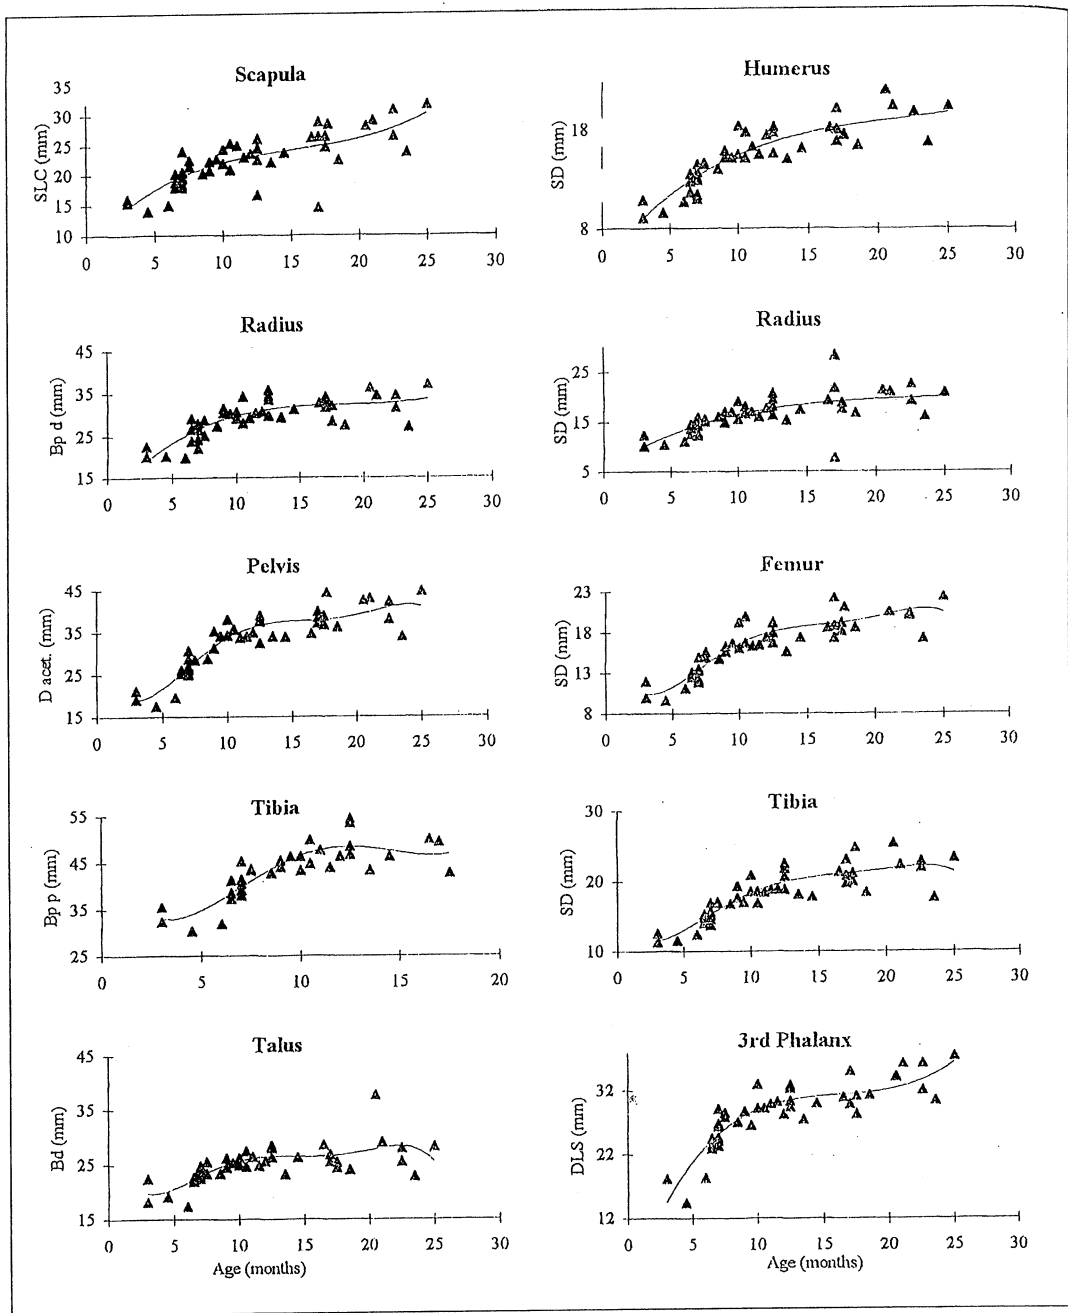 Scapula
SLC (mm)
35
30
25
20
15
10
0 5 10 15 20 25 30
Humerus
SD (mm)
18
8
0 5 10 15 20 25 30
Radius
Bp d (mm)
45
35
25
15
0 5 10 15 20 25 30
Radius
SD (mm)
25
15
5
0 5 10 15 20 25 30
Pelvis
D acet. (mm)
45
35
25
15
0 5 10 15 20 25 30
Femur
SD (mm)
23
18
13
8
0 5 10 15 20 25 30
Tibia
Bp p (mm)
55
45
35
25
0 5 10 15 20
Tibia
SD (mm)
30
20
10
0 5 10 15 20 25 30
Talus
Bd (mm)
45
35
25
15
0 5 10 15 20 25 30
Age (months)
3rd Phalanx
DLS (mm)
32
22
12
0 5 10 15 20 25 30
Age (months)